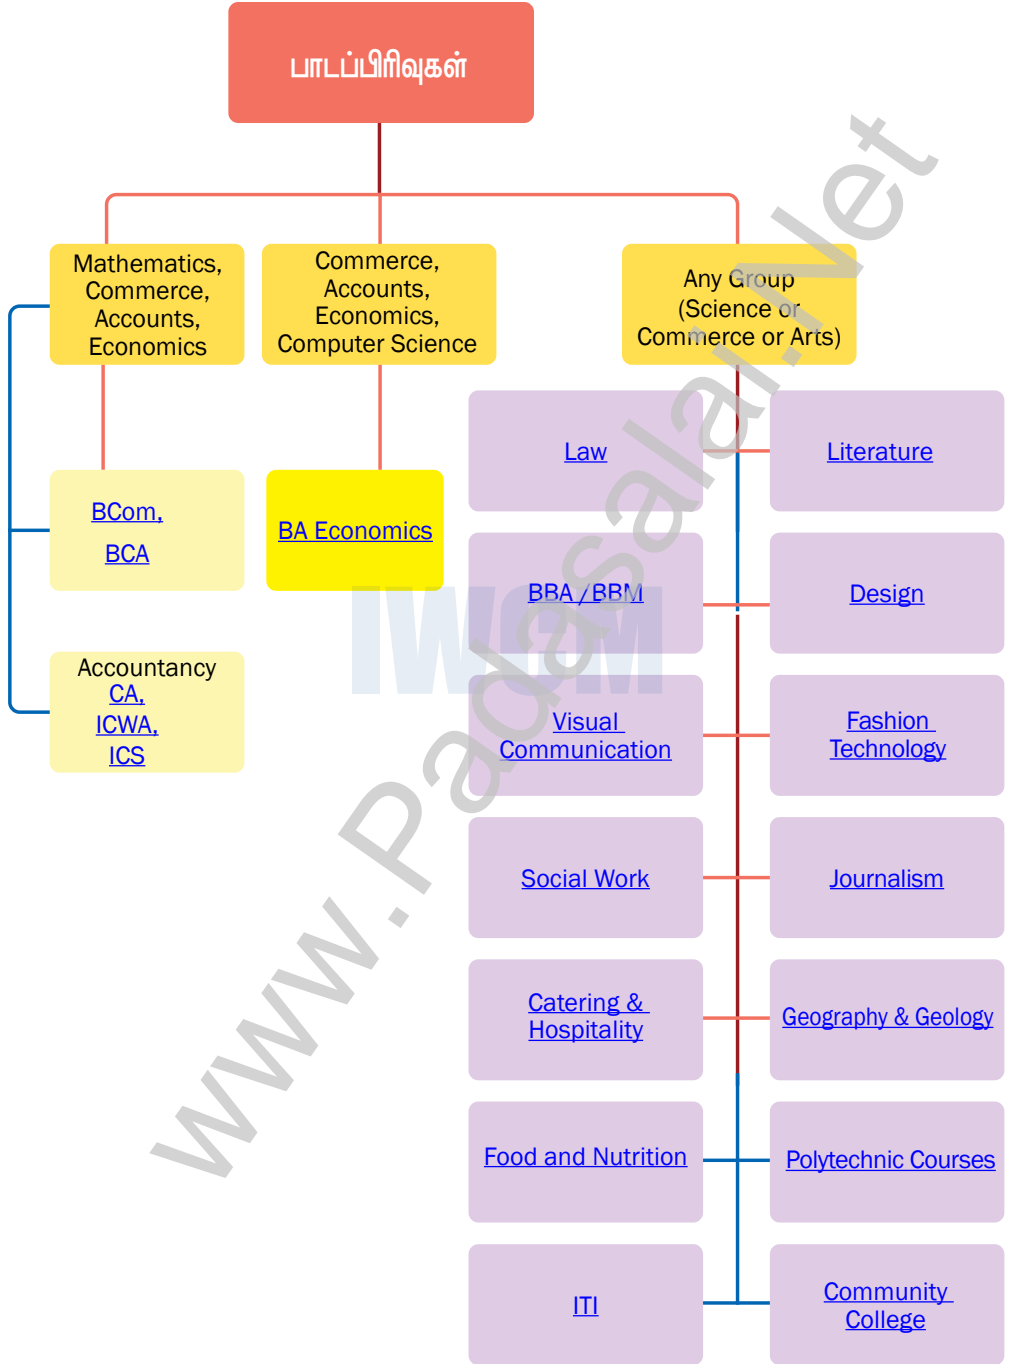 பாடப்பிரிவுகள்
Mathematics,
Commerce,
Accounts,
Economics
Commerce,
Accounts,
Economics,
Computer Science
Any Group
(Science or
Commerce or Arts)
BCom,
BCA
BA Economics
Accountancy
CA,
ICWA,
ICS
Law
Literature
BBA /BBM
Design
Visual
Communication
Fashion
Technology
Social Work
Journalism
Catering &
Hospitality
Geography & Geology
Food and Nutrition
Polytechnic Courses
ITI
Community
College
www.Padasalai.Net